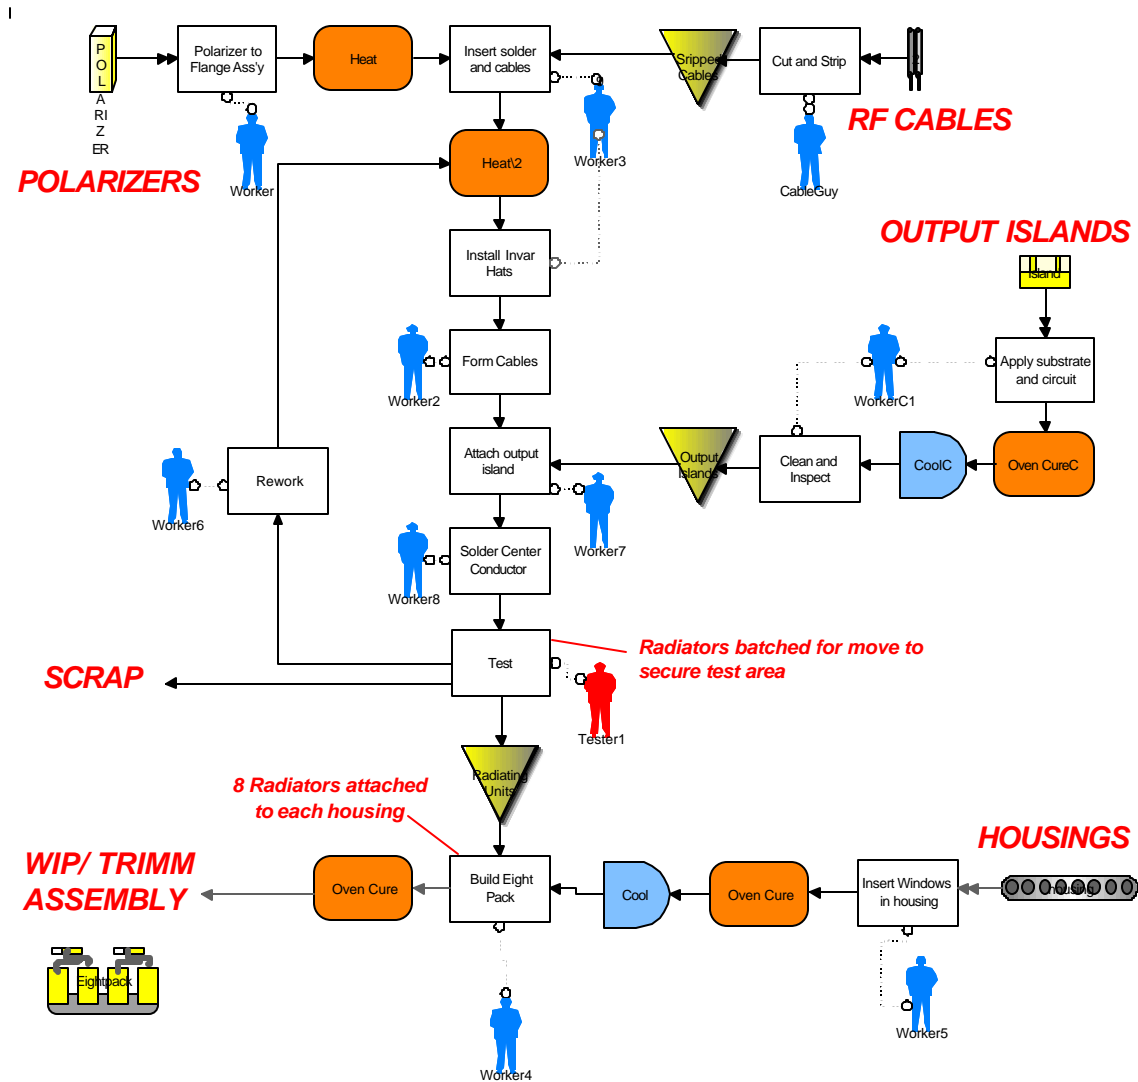 POLARIZER
Polarizer to
Flange Ass'y
Heat
Insert solder
and cables
Sripped
Cables
Cut and Strip
RF CABLES
POLARIZERS
Worker
Heat\2
Worker3
CableGuy
OUTPUT ISLANDS
Island
Install Invar
Hats
Form Cables
Worker2
WorkerC1
Apply substrate
and circuit
Attach output
island
Output
Islands
Clean and
Inspect
CoolC
Oven CureC
Rework
Worker6
Worker7
Solder Center
Conductor
Worker8
Test
Radiators batched for move to
secure test area
SCRAP
Tester1
Radiating
Units
8 Radiators attached
to each housing
HOUSINGS
WIP/ TRIMM
ASSEMBLY
Oven Cure
Build Eight
Pack
Cool
Oven Cure
Insert Windows
in housing
housing
Eightpack
Worker5
Worker4